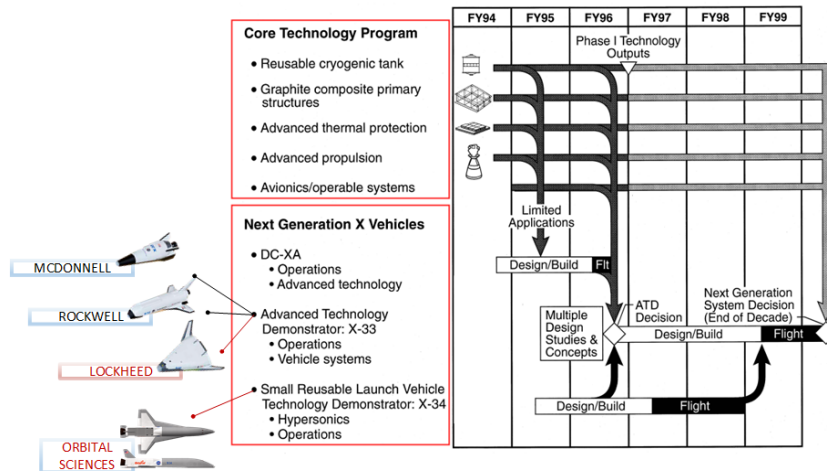 Core Technology Program
• Reusable cryogenic tank
• Graphite composite primary
structures
• Advanced thermal protection
• Advanced propulsion
• Avionics/operable systems
Next Generation X Vehicles
• DC-XA
• Operations
• Advanced technology
• Advanced Technology
Demonstrator: X-33
• Operations
• Vehicle systems
• Small Reusable Launch Vehicle
Technology Demonstrator: X-34
• Hypersonics
• Operations
MCDONNELL
ROCKWELL
LOCKHEED
ORBITAL
SCIENCES
FY94 FY95 FY96 FY97 FY98 FY99
Phase I Technology
Outputs
Limited
Applications
Design/Build Flt
Multiple
Design
Studies &
Concepts
ATD
Decision
Next Generation
System Decision
(End of Decade)
Design/Build Flight
Design/Build Flight